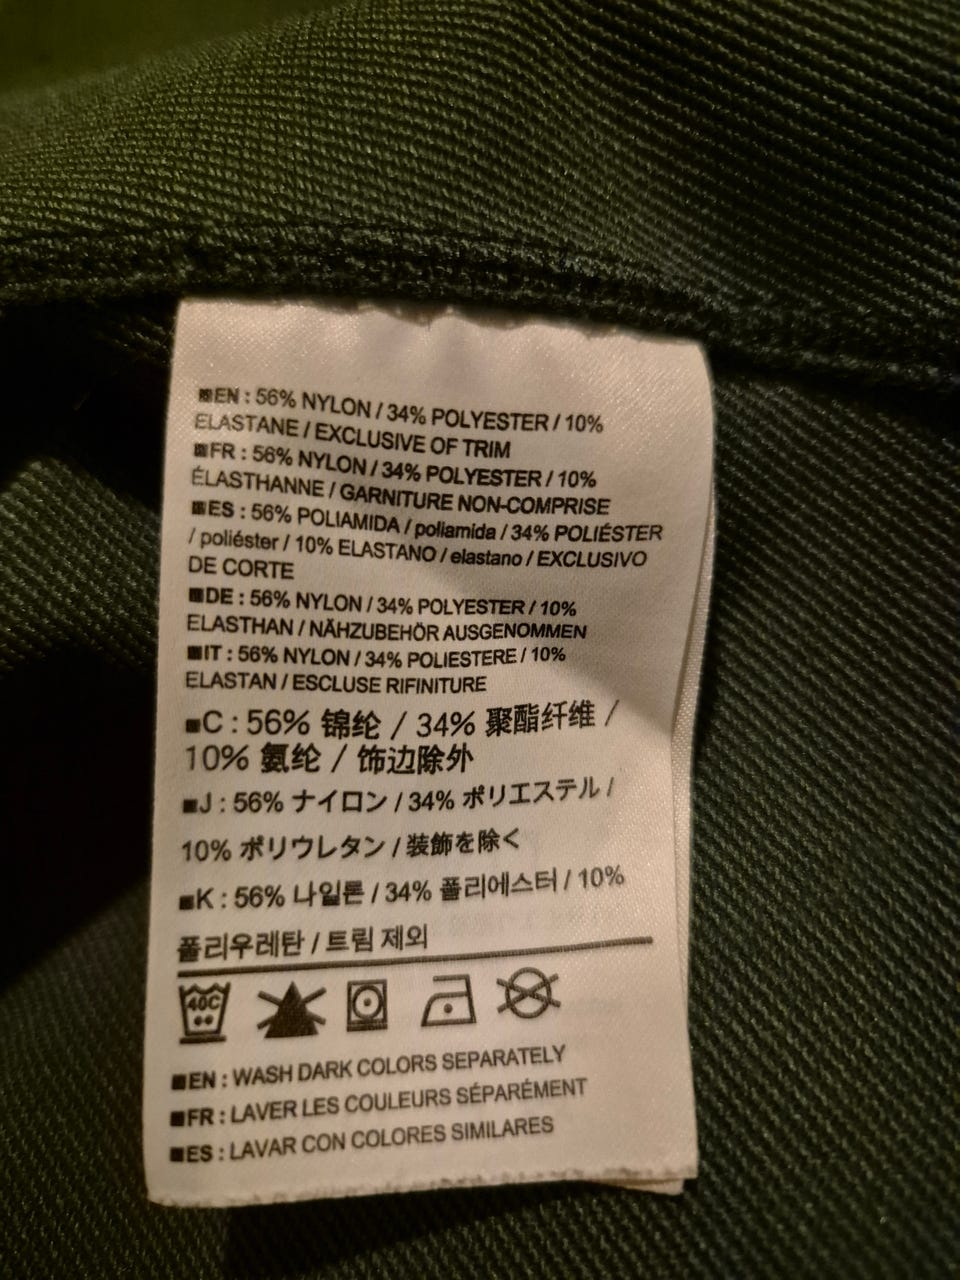 ■EN : 56% NYLON / 34% POLYESTER / 10%
ELASTANE / EXCLUSIVE OF TRIM
■FR : 56% NYLON / 34% POLYESTER / 10%
ÉLASTHANNE / GARNITURE NON-COMPRISE
■ES : 56% POLIAMIDA / poliamida / 34% POLIÉSTER
/ poliéster / 10% ELASTANO / elastano / EXCLUSIVO
DE CORTE
■DE : 56% NYLON / 34% POLYESTER / 10%
ELASTHAN / NÄHZUBEHÖR AUSGENOMMEN
■IT : 56% NYLON / 34% POLIESTERE / 10%
ELASTAN / ESCLUSE RIFINITURE
■C : 56% 锦纶 / 34% 聚酯纤维 /
10% 氨纶 / 饰边除外
■J : 56% ナイロン / 34% ポリエステル /
10% ポリウレタン / 装飾を除く
■K : 56% 나일론 / 34% 폴리에스터 / 10%
폴리우레탄 / 트림 제외
40C
■EN : WASH DARK COLORS SEPARATELY
■FR : LAVER LES COULEURS SÉPARÉMENT
■ES : LAVAR CON COLORES SIMILARES